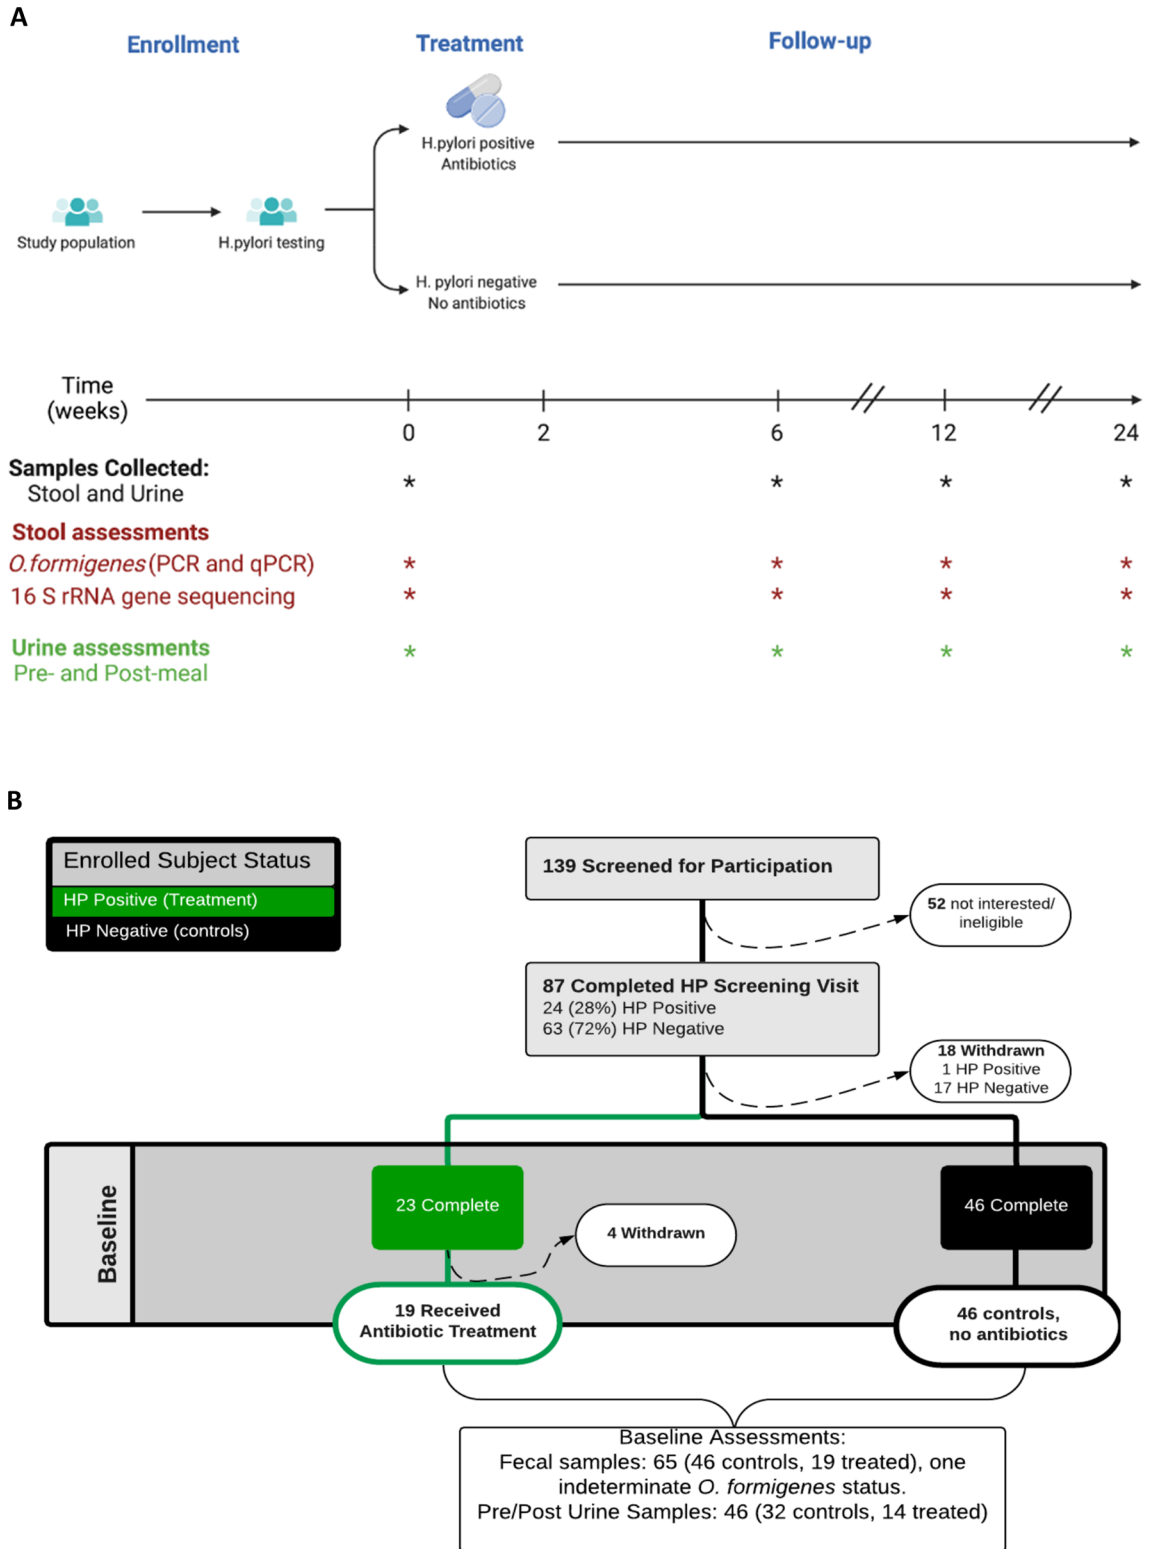 A
Enrollment
Treatment
Follow-up
H.pylori positive
Antibiotics
Study population
H.pylori testing
H. pylori negative
No antibiotics
Time
(weeks)
0
2
6
12
24
Samples Collected:
Stool and Urine
* * * *
Stool assessments
O.formigenes (PCR and qPCR)
* * * *
16 S rRNA gene sequencing
* * * *
Urine assessments
* * * *
Pre- and Post-meal
B
Enrolled Subject Status
HP Positive (Treatment)
HP Negative (controls)
139 Screened for Participation
52 not interested/
ineligible
87 Completed HP Screening Visit
24 (28%) HP Positive
63 (72%) HP Negative
18 Withdrawn
1 HP Positive
17 HP Negative
Baseline
23 Complete
4 Withdrawn
46 Complete
19 Received
Antibiotic Treatment
46 controls,
no antibiotics
Baseline Assessments:
Fecal samples: 65 (46 controls, 19 treated), one
indeterminate O. formigenes status.
Pre/Post Urine Samples: 46 (32 controls, 14 treated)